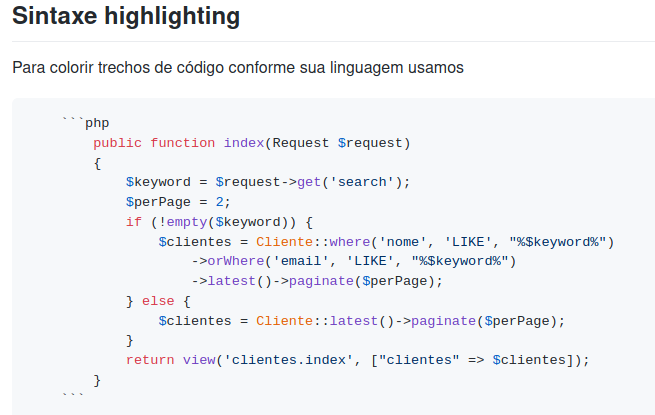 Sintaxe highlighting
Para colorir trechos de código conforme sua linguagem usamos
```php
public function index(Request $request)
{
$keyword = $request->get('search');
$perPage = 2;
if (!empty($keyword)) {
$clientes = Cliente::where('nome', 'LIKE', "%$keyword%")
->orWhere('email', 'LIKE', "%$keyword%")
->latest()->paginate($perPage);
} else {
$clientes = Cliente::latest()->paginate($perPage);
}
return view('clientes.index', ["clientes" => $clientes]);
}
```